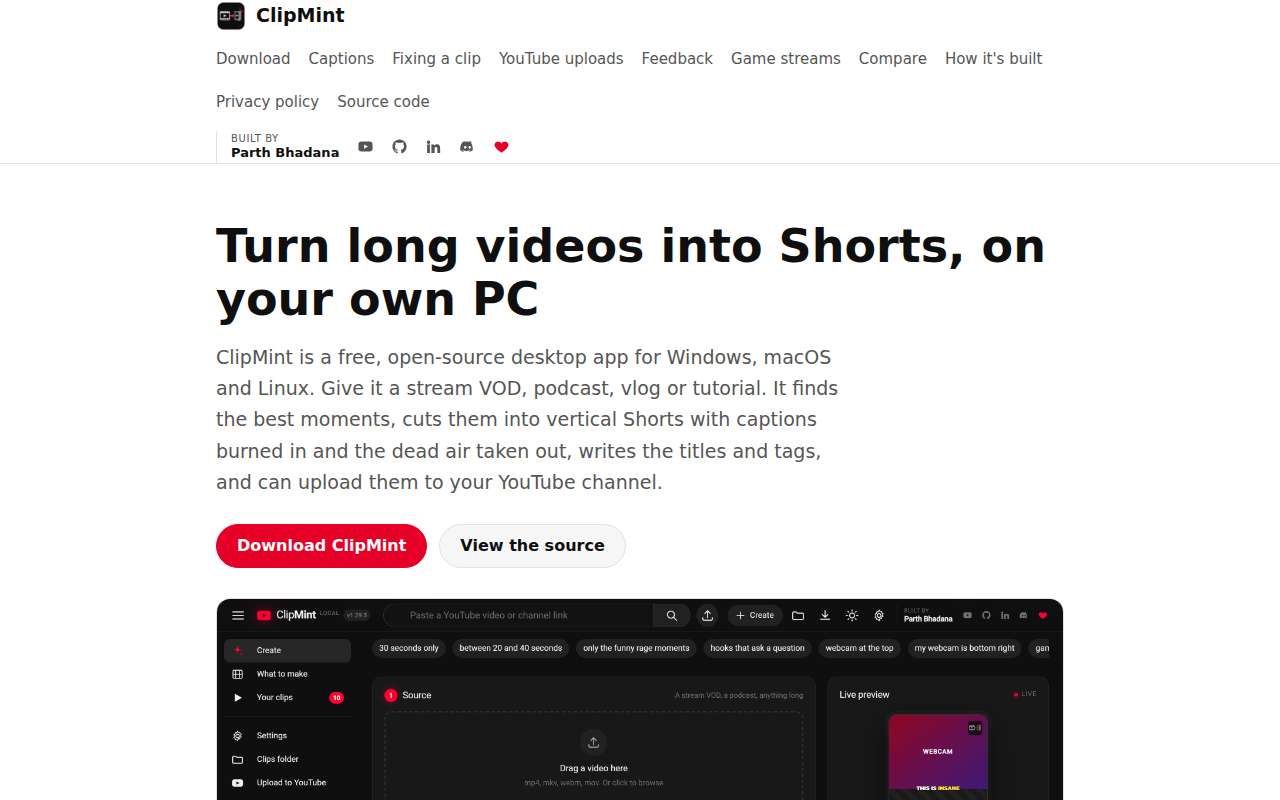 ClipMint
Download Captions Fixing a clip YouTube uploads Feedback Game streams Compare How it's built
Privacy policy Source code
BUILT BY
Parth Bhadana
Turn long videos into Shorts, on
your own PC
ClipMint is a free, open-source desktop app for Windows, macOS
and Linux. Give it a stream VOD, podcast, vlog or tutorial. It finds
the best moments, cuts them into vertical Shorts with captions
burned in and the dead air taken out, writes the titles and tags,
and can upload them to your YouTube channel.
Download ClipMint View the source
ClipMint LOCAL v1.29.5 Paste a YouTube video or channel link Create BUILT BY
Parth Bhadana
Create 30 seconds only between 20 and 40 seconds only the funny rage moments hooks that ask a question webcam at the top my webcam is bottom right gan
What to make
Your clips 10
1 Source A stream VOD, a podcast, anything long Live preview LIVE
Settings
Clips folder
Upload to YouTube
Drag a video here
mp4, mkv, webm, mov. Or click to browse
WEBCAM
THIS IS INSANE